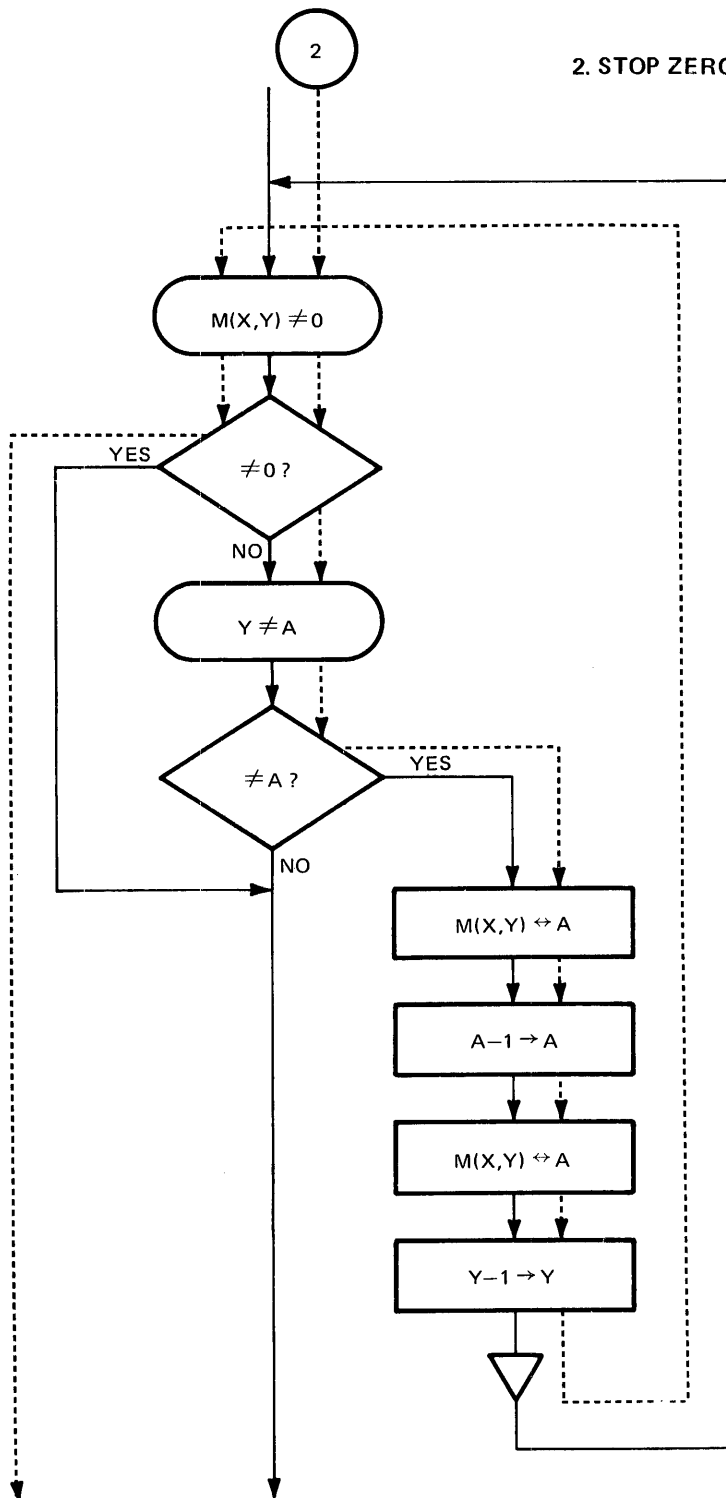 2
2. STOP ZERO
M(X,Y) ≠0
YES
≠0 ?
NO
Y ≠A
≠A ?
YES
NO
M(X,Y) ↔ A
A−1 → A
M(X,Y) ↔ A
Y−1 → Y